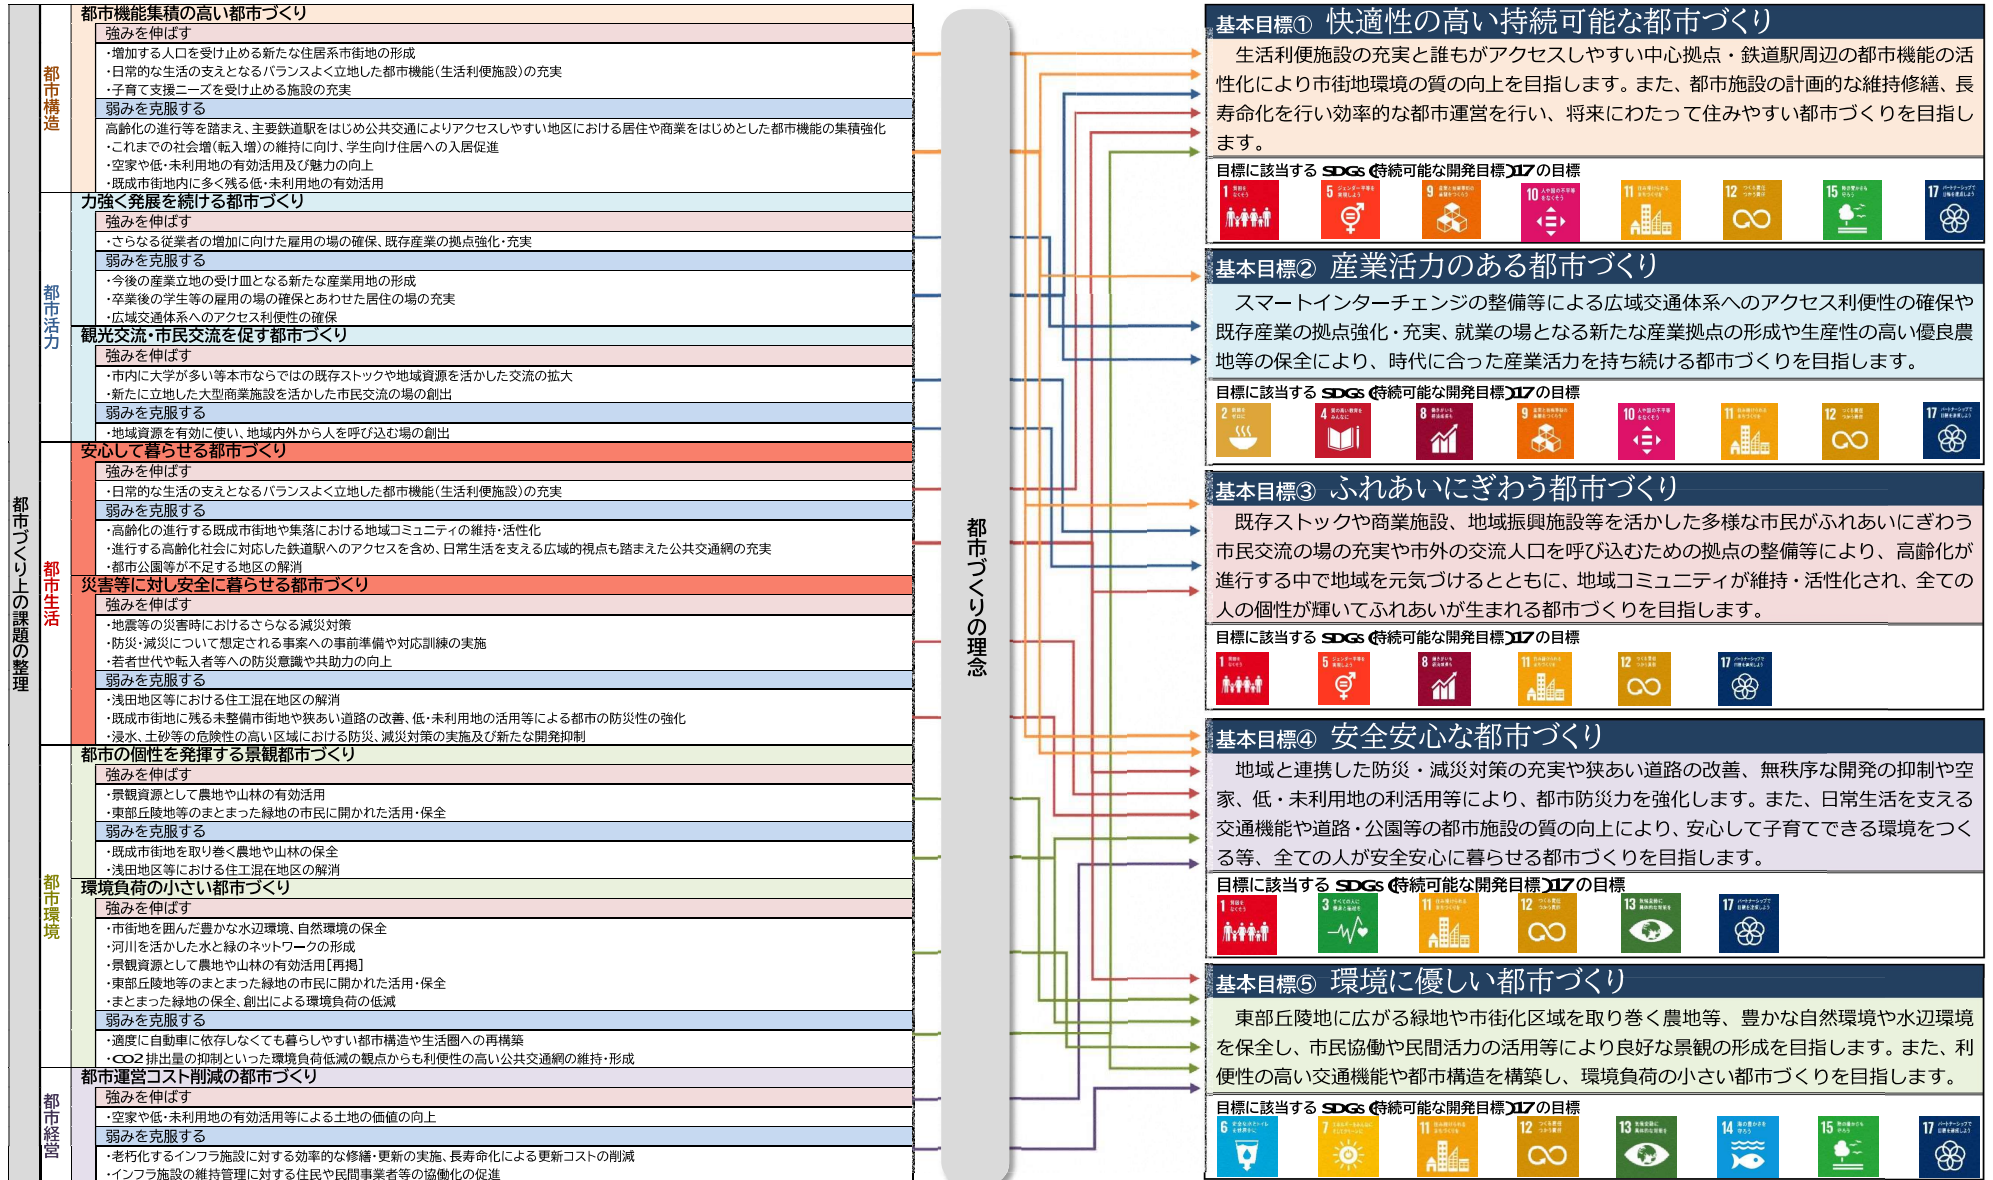 都市づくり上の課題の整理
都市構造
都市機能集積の高い都市づくり
強みを伸ばす
・増加する人口を受け止める新たな住居系市街地の形成
・日常的な生活の支えとなるバランスよく立地した都市機能(生活利便施設)の充実
・子育て支援ニーズを受け止める施設の充実
弱みを克服する
高齢化の進行等を踏まえ、主要鉄道駅をはじめ公共交通によりアクセスしやすい地区における居住や商業をはじめとした都市機能の集積強化
・これまでの社会増(転入増)の維持に向け、学生向け住居への入居促進
・空家や低・未利用地の有効活用及び魅力の向上
・既成市街地内に多く残る低・未利用地の有効活用
都市活力
力強く発展を続ける都市づくり
強みを伸ばす
・さらなる従業者の増加に向けた雇用の場の確保、既存産業の拠点強化・充実
弱みを克服する
・今後の産業立地の受け皿となる新たな産業用地の形成
・卒業後の学生等の雇用の場の確保とあわせた居住の場の充実
・広域交通体系へのアクセス利便性の確保
観光交流・市民交流を促す都市づくり
強みを伸ばす
・市内に大学が多い等本市ならではの既存ストックや地域資源を活かした交流の拡大
・新たに立地した大型商業施設を活かした市民交流の場の創出
弱みを克服する
・地域資源を有効に使い、地域内外から人を呼び込む場の創出
都市生活
安心して暮らせる都市づくり
強みを伸ばす
・日常的な生活の支えとなるバランスよく立地した都市機能(生活利便施設)の充実
弱みを克服する
・高齢化の進行する既成市街地や集落における地域コミュニティの維持・活性化
・進行する高齢化社会に対応した鉄道駅へのアクセスを含め、日常生活を支える広域的視点も踏まえた公共交通網の充実
・都市公園等が不足する地区の解消
災害等に対し安全に暮らせる都市づくり
強みを伸ばす
・地震等の災害時におけるさらなる減災対策
・防災・減災について想定される事案への事前準備や対応訓練の実施
・若者世代や転入者等への防災意識や共助力の向上
弱みを克服する
・浅田地区等における住工混在地区の解消
・既成市街地に残る未整備市街地や狭あい道路の改善、低・未利用地の活用等による都市の防災性の強化
・浸水、土砂等の危険性の高い区域における防災、減災対策の実施及び新たな開発抑制
都市環境
都市の個性を発揮する景観都市づくり
強みを伸ばす
・景観資源として農地や山林の有効活用
・東部丘陵地等のまとまった緑地の市民に開かれた活用・保全
弱みを克服する
・既成市街地を取り巻く農地や山林の保全
・浅田地区等における住工混在地区の解消
環境負荷の小さい都市づくり
強みを伸ばす
・市街地を囲んだ豊かな水辺環境、自然環境の保全
・河川を活かした水と緑のネットワークの形成
・景観資源として農地や山林の有効活用[再掲]
・東部丘陵地等のまとまった緑地の市民に開かれた活用・保全
・まとまった緑地の保全、創出による環境負荷の低減
弱みを克服する
・適度に自動車に依存しなくても暮らしやすい都市構造や生活圏への再構築
・CO2排出量の抑制といった環境負荷低減の観点からも利便性の高い公共交通網の維持・形成
都市経営
都市運営コスト削減の都市づくり
強みを伸ばす
・空家や低・未利用地の有効活用等による土地の価値の向上
弱みを克服する
・老朽化するインフラ施設に対する効率的な修繕・更新の実施、長寿命化による更新コストの削減
・インフラ施設の維持管理に対する住民や民間事業者等の協働化の促進
都市づくりの理念
基本目標① 快適性の高い持続可能な都市づくり
生活利便施設の充実と誰もがアクセスしやすい中心拠点・鉄道駅周辺の都市機能の活
性化により市街地環境の質の向上を目指します。また、都市施設の計画的な維持修繕、長
寿命化を行い効率的な都市運営を行い、将来にわたって住みやすい都市づくりを目指し
ます。
目標に該当するSDGs(持続可能な開発目標)17の目標
1 5 9 10 11 12 15 17
基本目標② 産業活力のある都市づくり
スマートインターチェンジの整備等による広域交通体系へのアクセス利便性の確保や
既存産業の拠点強化・充実、就業の場となる新たな産業拠点の形成や生産性の高い優良農
地等の保全により、時代に合った産業活力を持ち続ける都市づくりを目指します。
目標に該当するSDGs(持続可能な開発目標)17の目標
2 4 8 9 10 11 12 17
基本目標③ ふれあいにぎわう都市づくり
既存ストックや商業施設、地域振興施設等を活かした多様な市民がふれあいにぎわう
市民交流の場の充実や市外の交流人口を呼び込むための拠点の整備等により、高齢化が
進行する中で地域を元気づけるとともに、地域コミュニティが維持・活性化され、全ての
人の個性が輝いてふれあいが生まれる都市づくりを目指します。
目標に該当するSDGs(持続可能な開発目標)17の目標
1 5 8 11 12 17
基本目標④ 安全安心な都市づくり
地域と連携した防災・減災対策の充実や狭あい道路の改善、無秩序な開発の抑制や空
家、低・未利用地の利活用等により、都市防災力を強化します。また、日常生活を支える
交通機能や道路・公園等の都市施設の質の向上により、安心して子育てできる環境をつく
る等、全ての人が安全安心に暮らせる都市づくりを目指します。
目標に該当するSDGs(持続可能な開発目標)17の目標
1 3 11 12 13 17
基本目標⑤ 環境に優しい都市づくり
東部丘陵地に広がる緑地や市街化区域を取り巻く農地等、豊かな自然環境や水辺環境
を保全し、市民協働や民間活力の活用等により良好な景観の形成を目指します。また、利
便性の高い交通機能や都市構造を構築し、環境負荷の小さい都市づくりを目指します。
目標に該当するSDGs(持続可能な開発目標)17の目標
6 7 11 12 13 14 15 17